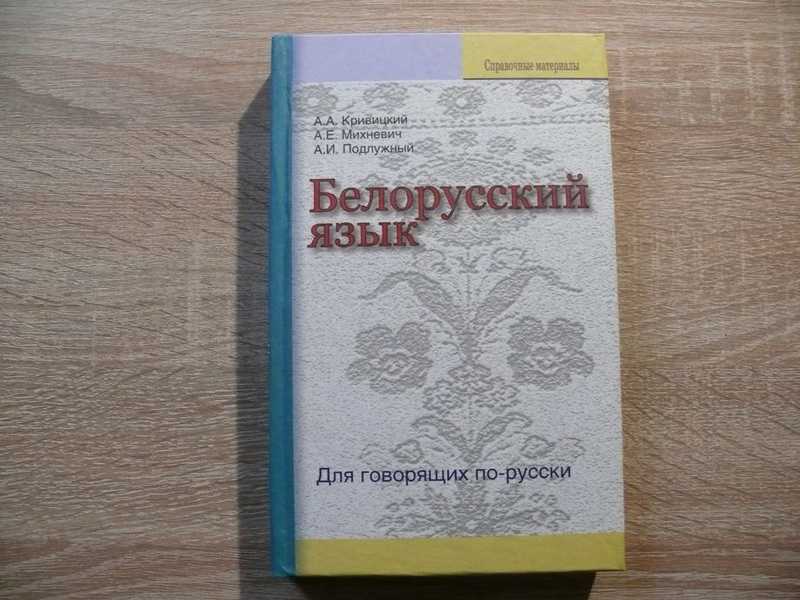 Справочные материалы
А.А. Кривицкий
А.Е. Михневич
А.И. Подлужный
Белорусский
язык
Для говорящих по-русски